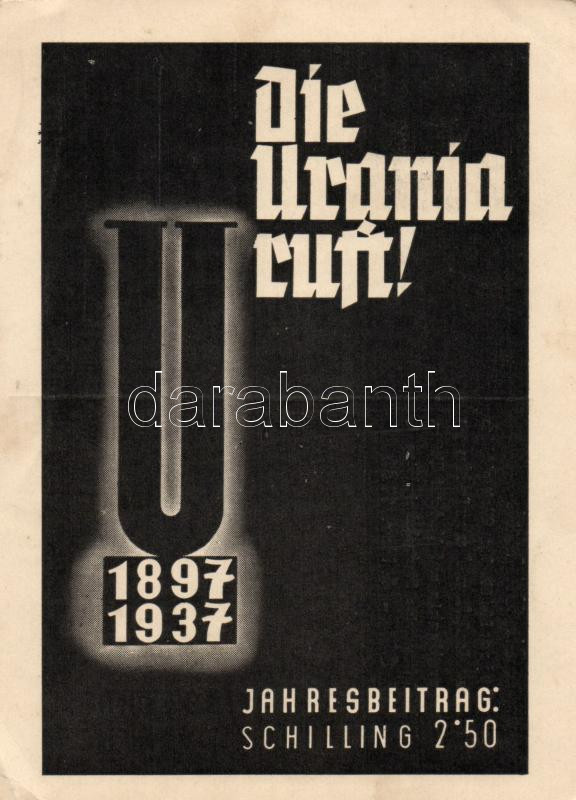 die
Urania
ruft!
U
darabanth
1897
1937
JAHRESBEITRAG:
SCHILLING 2·50